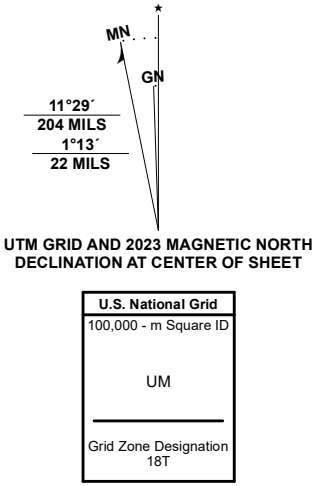 ★
MN
GN
11°29´
204 MILS
1°13´
22 MILS
UTM GRID AND 2023 MAGNETIC NORTH
DECLINATION AT CENTER OF SHEET
U.S. National Grid
100,000 - m Square ID
UM
Grid Zone Designation
18T